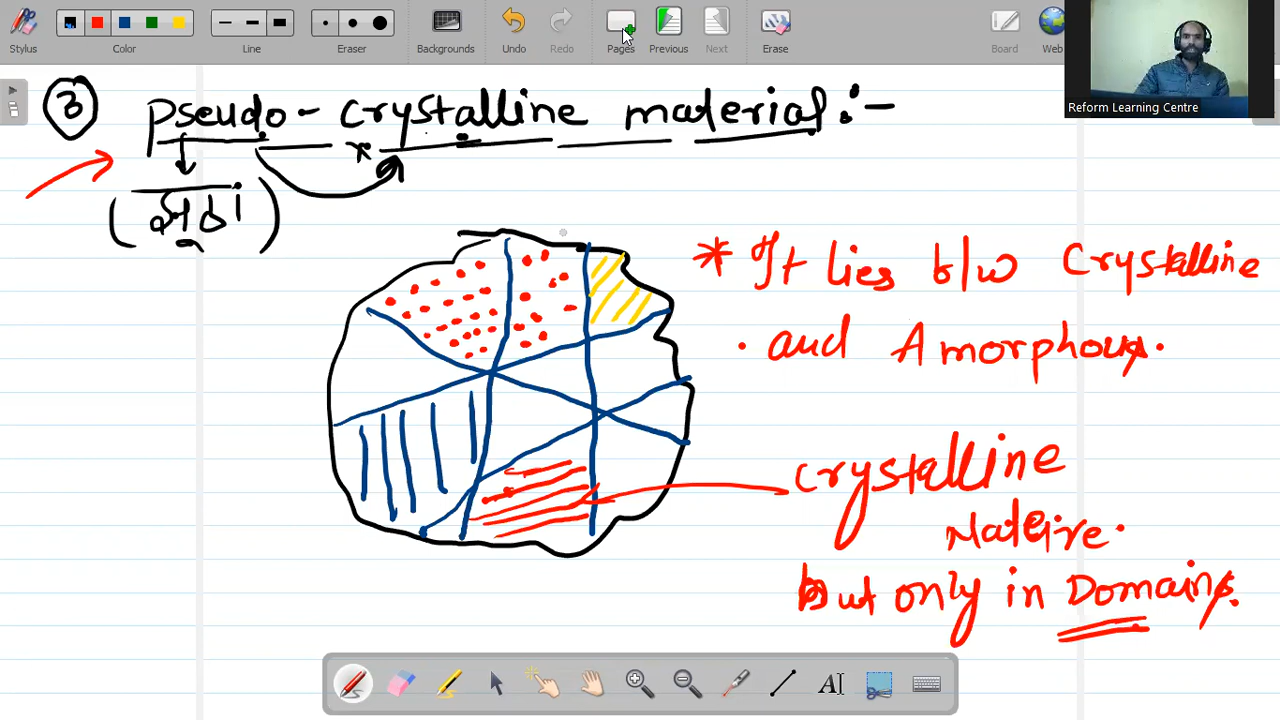 Stylus
Color
Line
Eraser
Backgrounds
Undo
Redo
Pages
Previous
Next
Erase
Board
Web
Reform Learning Centre
3 pseudo-crystalline material:-
* It lies b/w Crystalline
and Amorphous.
Crystalline
Nature.
but only in Domains.